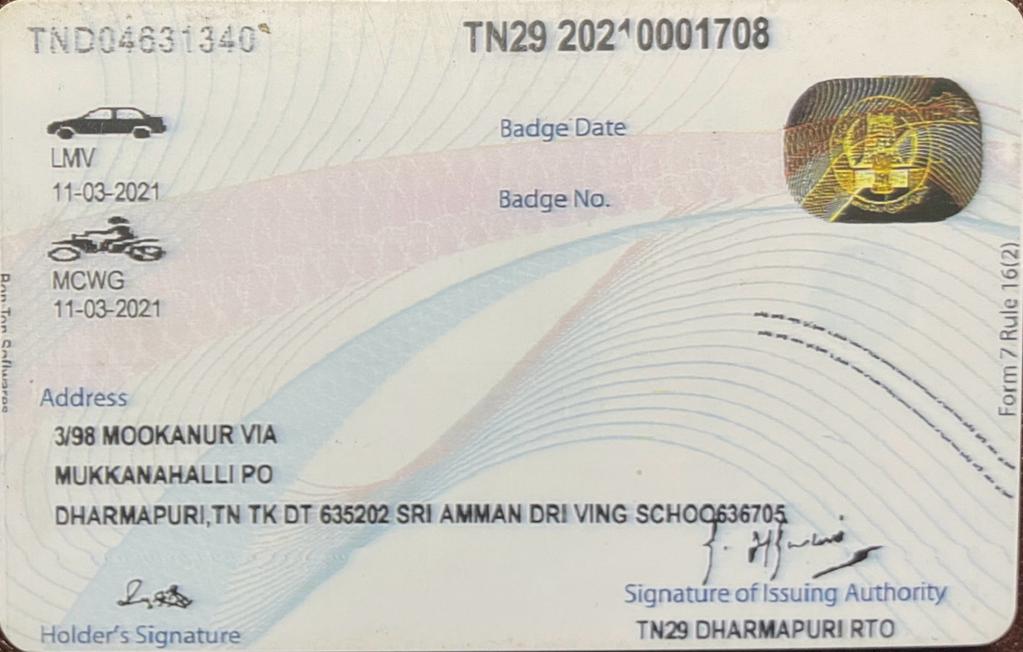 TND04631340
TN29 20210001708
LMV
11-03-2021
Badge Date
Badge No.
MCWG
11-03-2021
Form 7 Rule 16(2)
Address
3/98 MOOKANUR VIA
MUKKANAHALLI PO
DHARMAPURI,TN TK DT 635202 SRI AMMAN DRI VING SCHOO636705
Holder's Signature
Signature of Issuing Authority
TN29 DHARMAPURI RTO